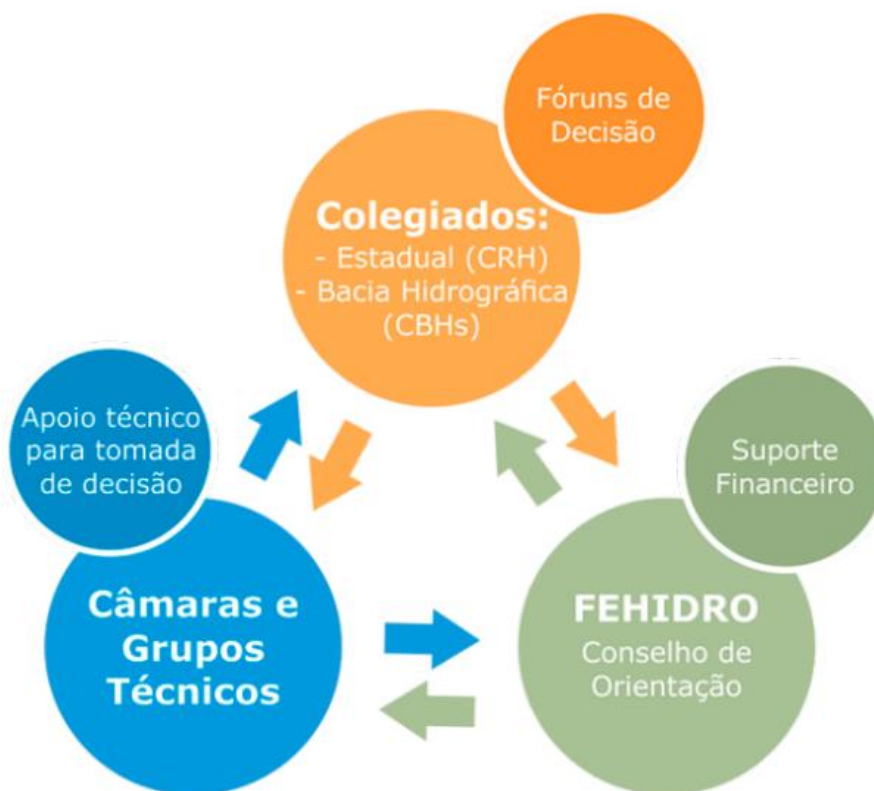 Fóruns de
Decisão
Colegiados:
- Estadual (CRH)
- Bacia Hidrográfica
(CBHs)
Apoio técnico
para tomada
de decisão
Suporte
Financeiro
Câmaras e
Grupos
Técnicos
FEHIDRO
Conselho de
Orientação